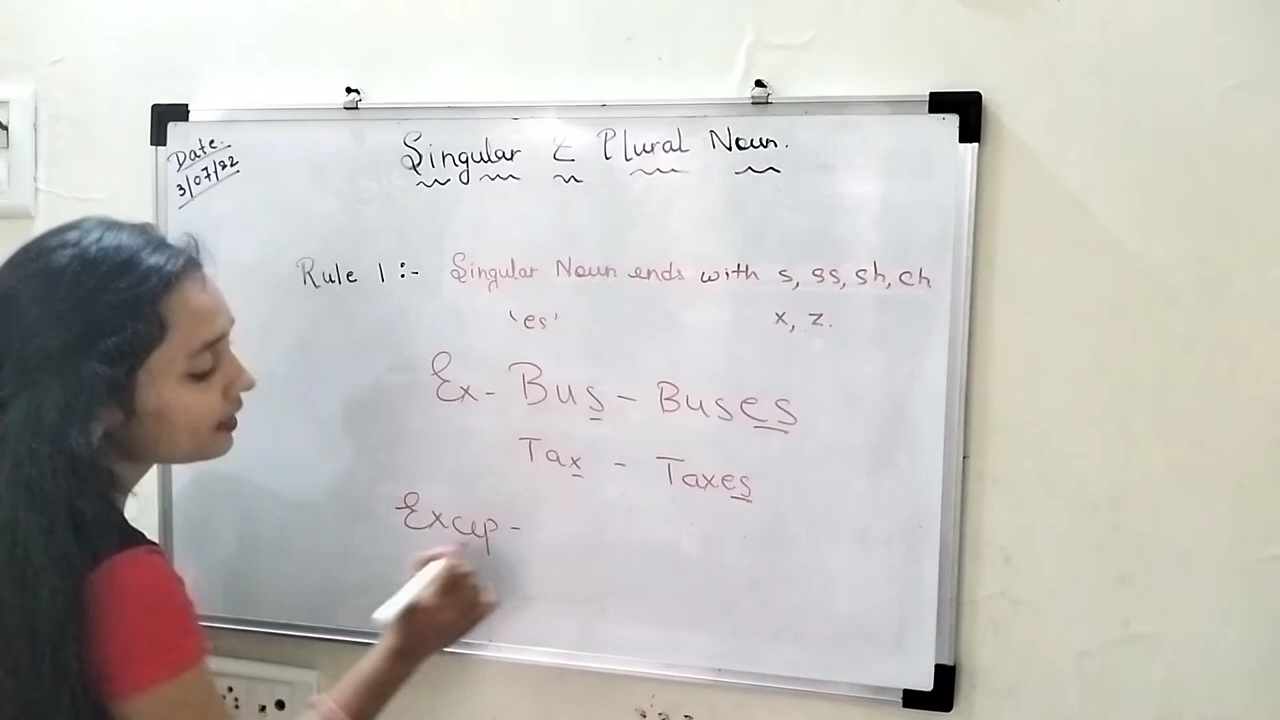 Date.
3/07/22
Singular & Plural Noun.
Rule 1 :- Singular Noun ends with s, ss, sh, ch
'es' x, z.
Ex - Bus - Buses
Tax - Taxes
Excep -